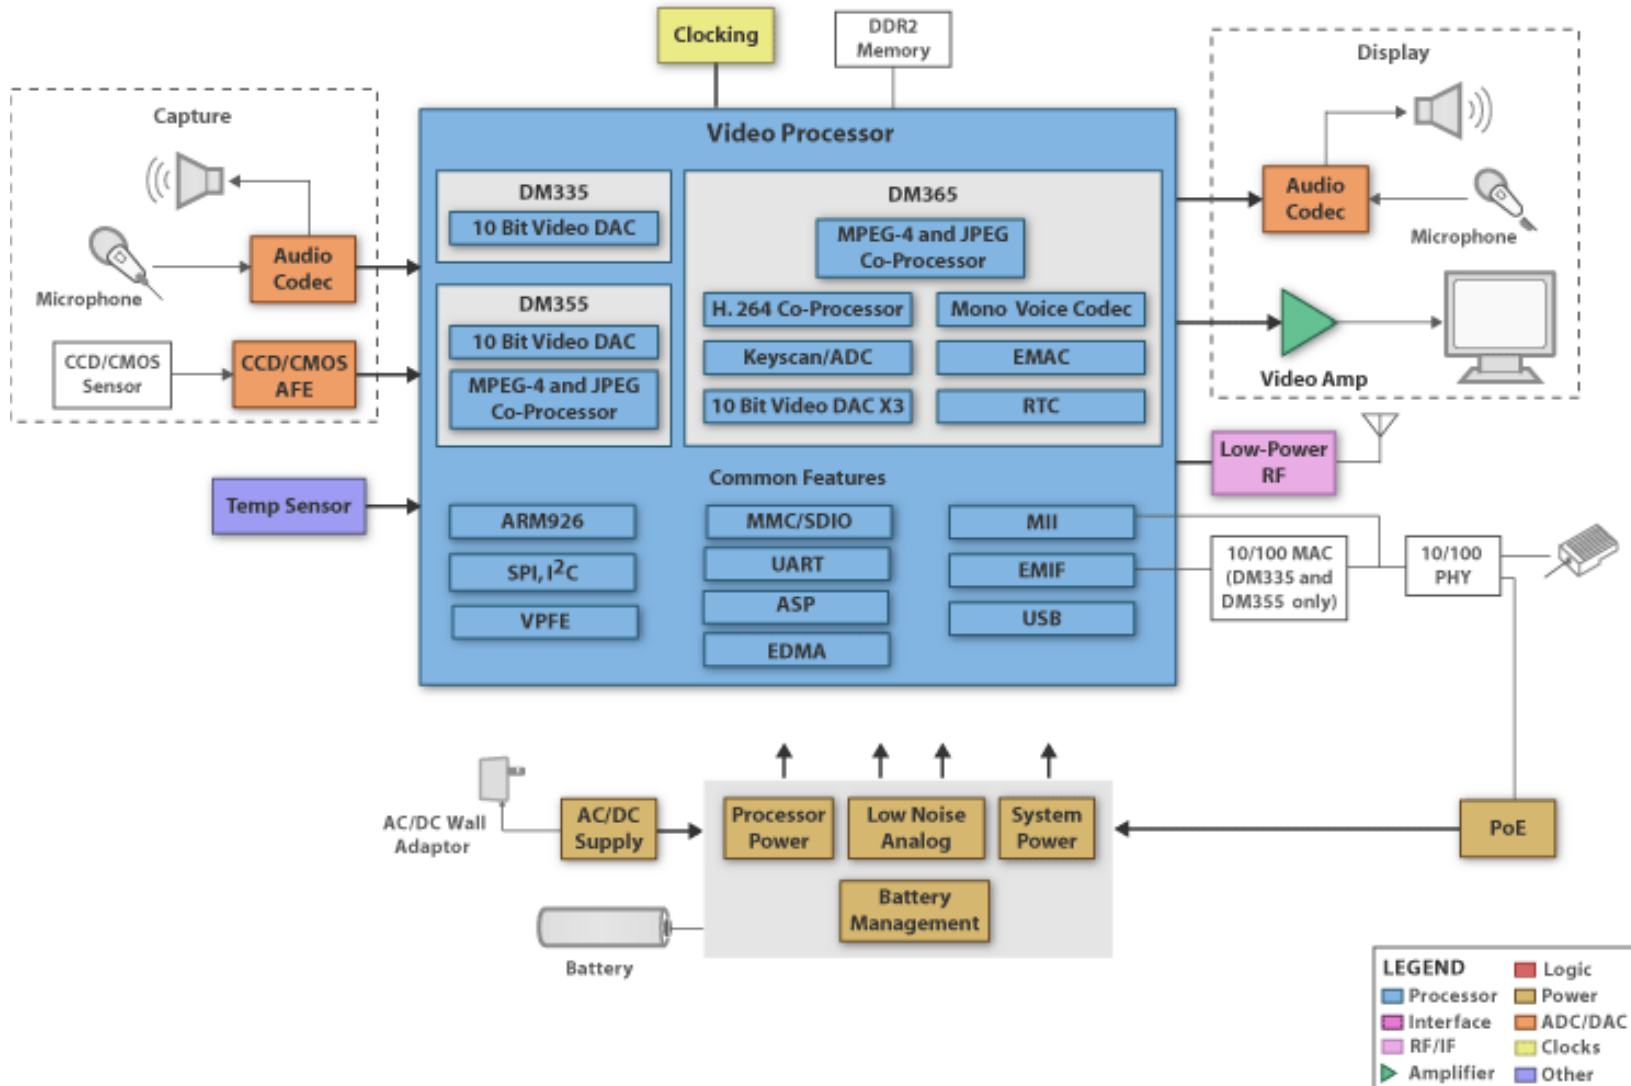 Clocking
DDR2
Memory
Capture
Audio
Codec
Microphone
CCD/CMOS
Sensor
CCD/CMOS
AFE
Temp Sensor
Video Processor
DM335
10 Bit Video DAC
DM355
10 Bit Video DAC
MPEG-4 and JPEG
Co-Processor
DM365
MPEG-4 and JPEG
Co-Processor
H. 264 Co-Processor
Mono Voice Codec
Keyscan/ADC
EMAC
10 Bit Video DAC X3
RTC
Common Features
ARM926
MMC/SDIO
MII
SPI, I²C
UART
EMIF
VPFE
ASP
USB
EDMA
Display
Audio
Codec
Microphone
Video Amp
Low-Power
RF
10/100 MAC
(DM335 and
DM355 only)
10/100
PHY
AC/DC Wall
Adaptor
AC/DC
Supply
Processor
Power
Low Noise
Analog
System
Power
Battery
Management
PoE
Battery
LEGEND
Logic
Processor
Power
Interface
ADC/DAC
RF/IF
Clocks
Amplifier
Other